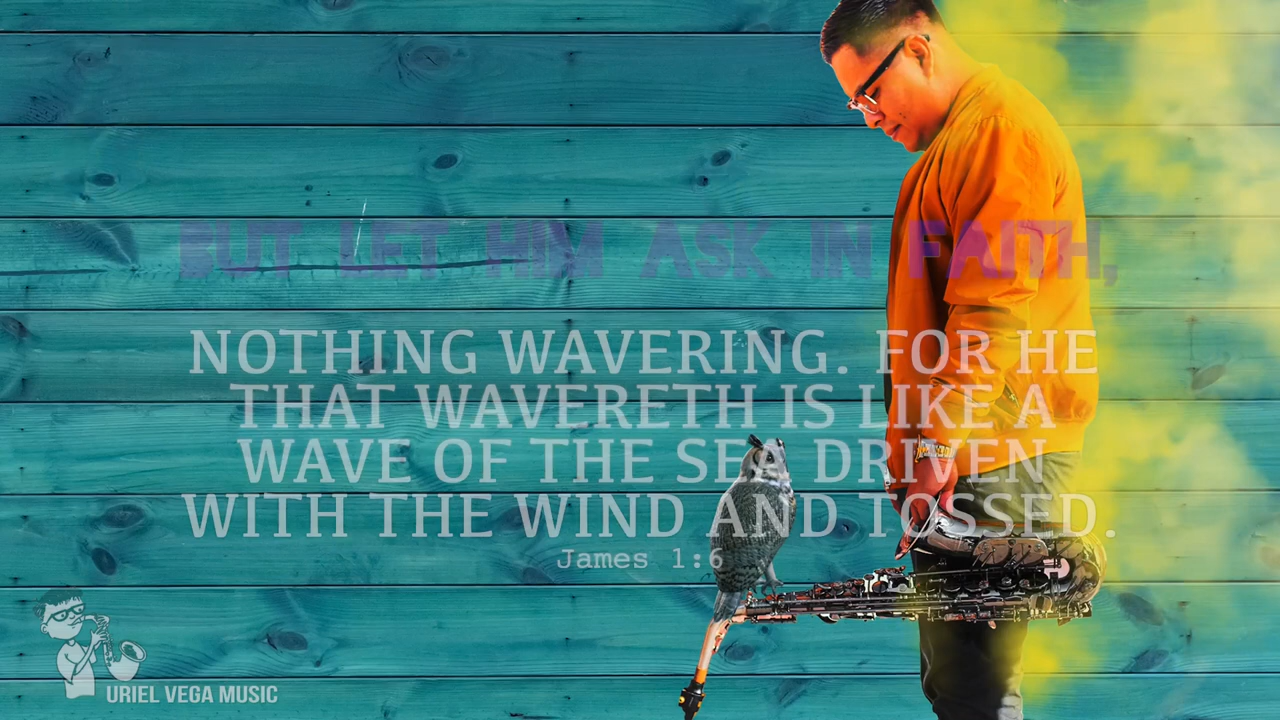 BUT LET HIM ASK IN FAITH,
NOTHING WAVERING. FOR HE
THAT WAVERETH IS LIKE A
WAVE OF THE SEA DRIVEN
WITH THE WIND AND TOSSED.
James 1:6
URIEL VEGA MUSIC